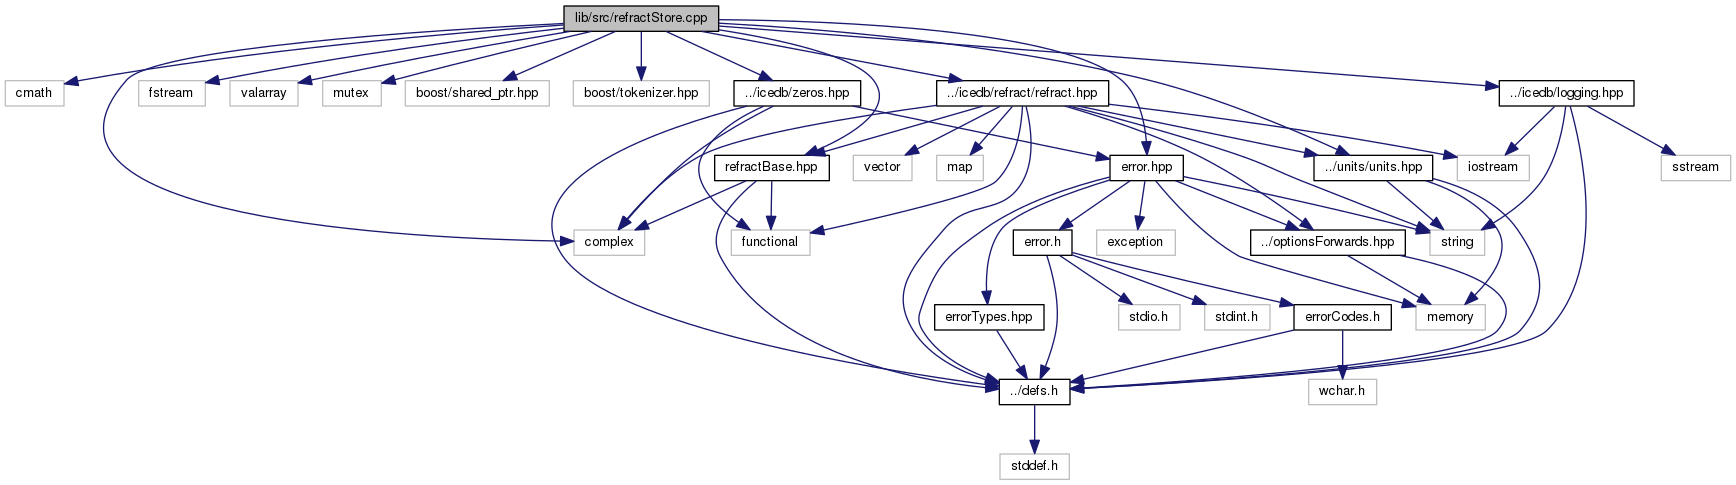 lib/src/refractStore.cpp
cmath
fstream
valarray
mutex
boost/shared_ptr.hpp
boost/tokenizer.hpp
../icedb/zeros.hpp
../icedb/refract/refract.hpp
../icedb/logging.hpp
refractBase.hpp
vector
map
error.hpp
../units/units.hpp
iostream
sstream
complex
functional
error.h
exception
../optionsForwards.hpp
string
errorTypes.hpp
stdio.h
stdint.h
errorCodes.h
memory
../defs.h
wchar.h
stddef.h